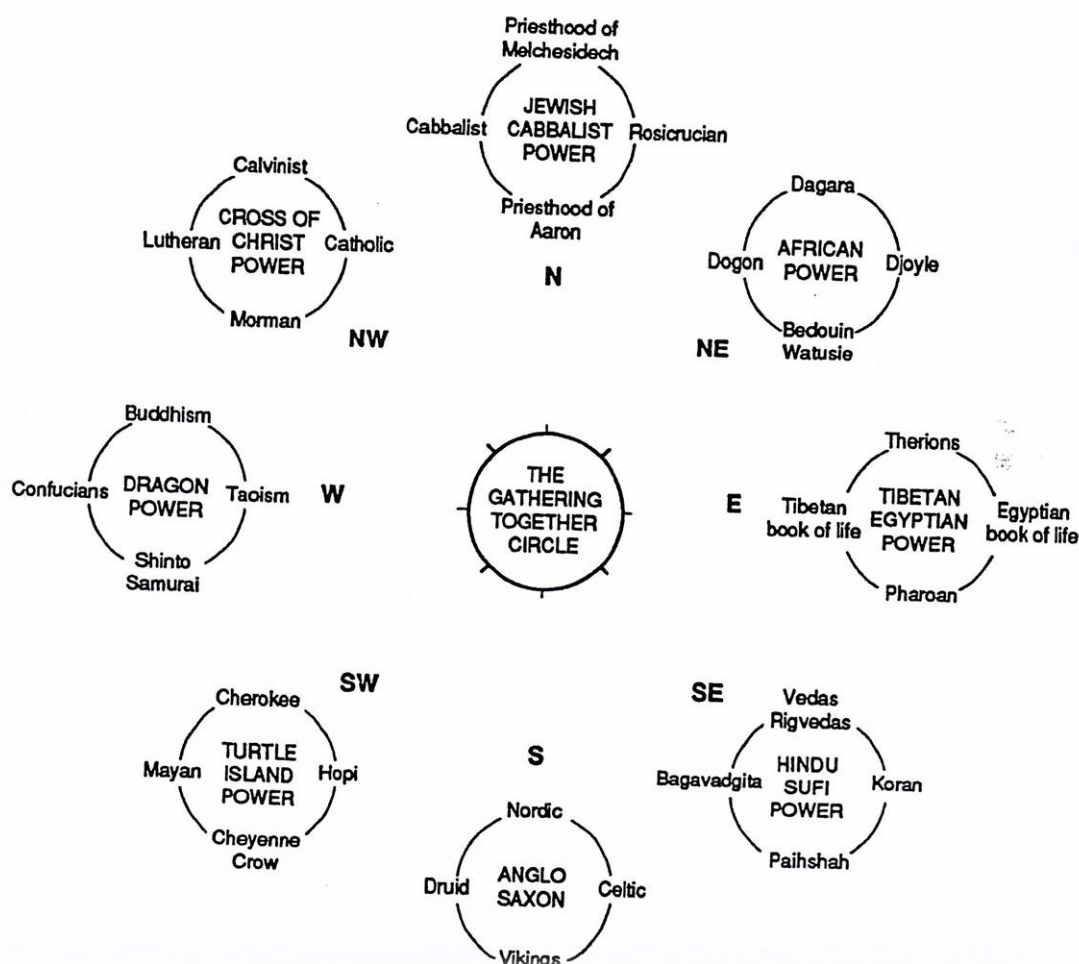 Priesthood of
Melchesidech
Cabbalist
JEWISH
CABBALIST
POWER
Rosicrucian
Priesthood of
Aaron
N
Calvinist
Lutheran
CROSS OF
CHRIST
POWER
Catholic
Morman
NW
Dagara
Dogon
AFRICAN
POWER
Djoyle
Bedouin
Watusie
NE
Buddhism
Confucians
DRAGON
POWER
Taoism
Shinto
Samurai
W
THE
GATHERING
TOGETHER
CIRCLE
E
Therions
Tibetan
book of life
TIBETAN
EGYPTIAN
POWER
Egyptian
book of life
Pharoan
SW
Cherokee
Mayan
TURTLE
ISLAND
POWER
Hopi
Cheyenne
Crow
S
Nordic
Druid
ANGLO
SAXON
Celtic
Vikings
SE
Vedas
Rigvedas
Bagavadgita
HINDU
SUFI
POWER
Koran
Paihshah